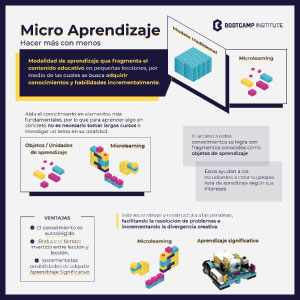 Micro Aprendizaje
Hacer más con menos
BOOTCAMP INSTITUTE
Modalidad de aprendizaje que fragmenta el
contenido educativo en pequeñas lecciones, por
medio de las cuales se busca adquirir
conocimientos y habilidades incrementalmente.
Modelo tradicional
Microlearning
Aísla el conocimiento en elementos más
fundamentales, por lo que para aprender algo en
concreto no es necesario tomar largos cursos o
investigar un tema en su totalidad.
Objetos / Unidades
de aprendizaje
Microlearning
El acceso a estos
conocimientos se logra con
fragmentos conocidos como
objetos de aprendizaje.
Estos ayudan a los
estudiantes a crear su propia
ruta de aprendizaje según sus
intereses.
VENTAJAS
El conocimiento es
autodirigido.
Reduce el tiempo
invertido entre lección y
lección.
Incrementa las
posibilidades de adquirir
Aprendizaje Significativo.
Esto reconstruye y reestructura a las personas,
facilitando la resolución de problemas e
incrementando la divergencia creativa.
Microlearning
Aprendizaje significativo